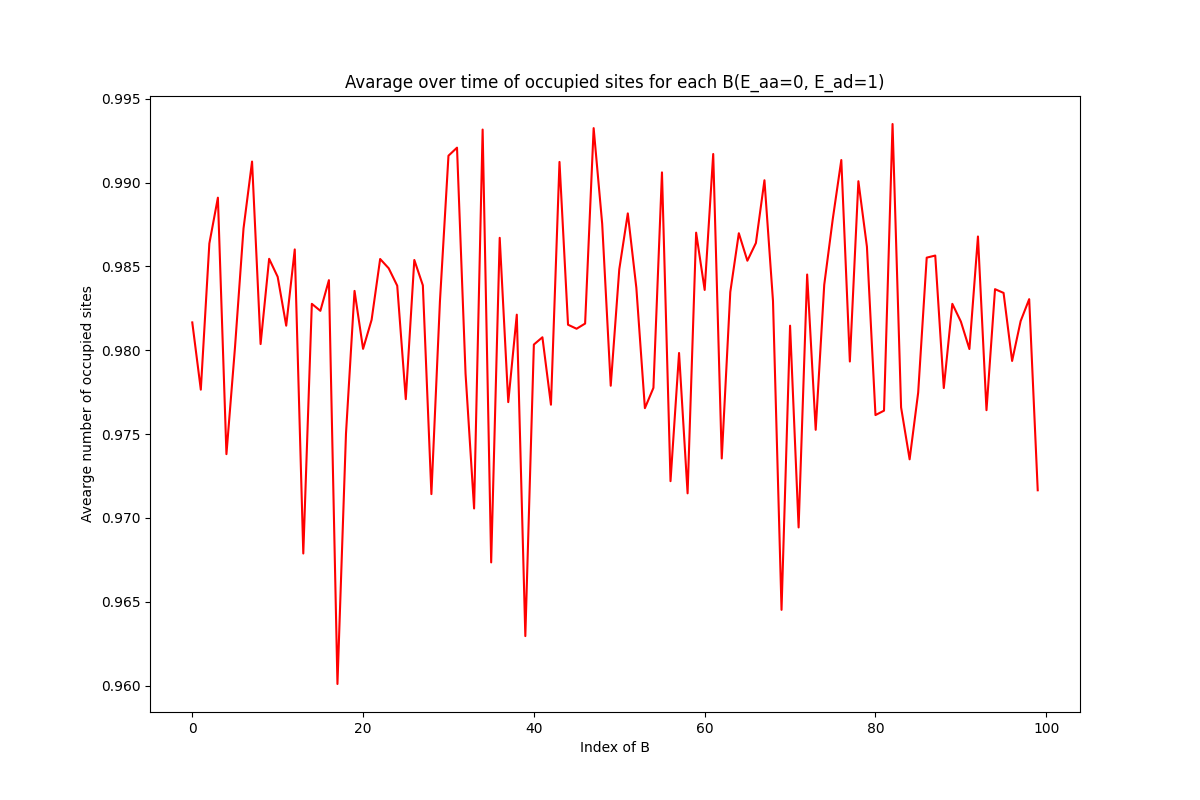 Avarage over time of occupied sites for each B(E_aa=0, E_ad=1)
0.995
0.990
0.985
0.980
0.975
0.970
0.965
0.960
Avearge number of occupied sites
0 20 40 60 80 100
Index of B